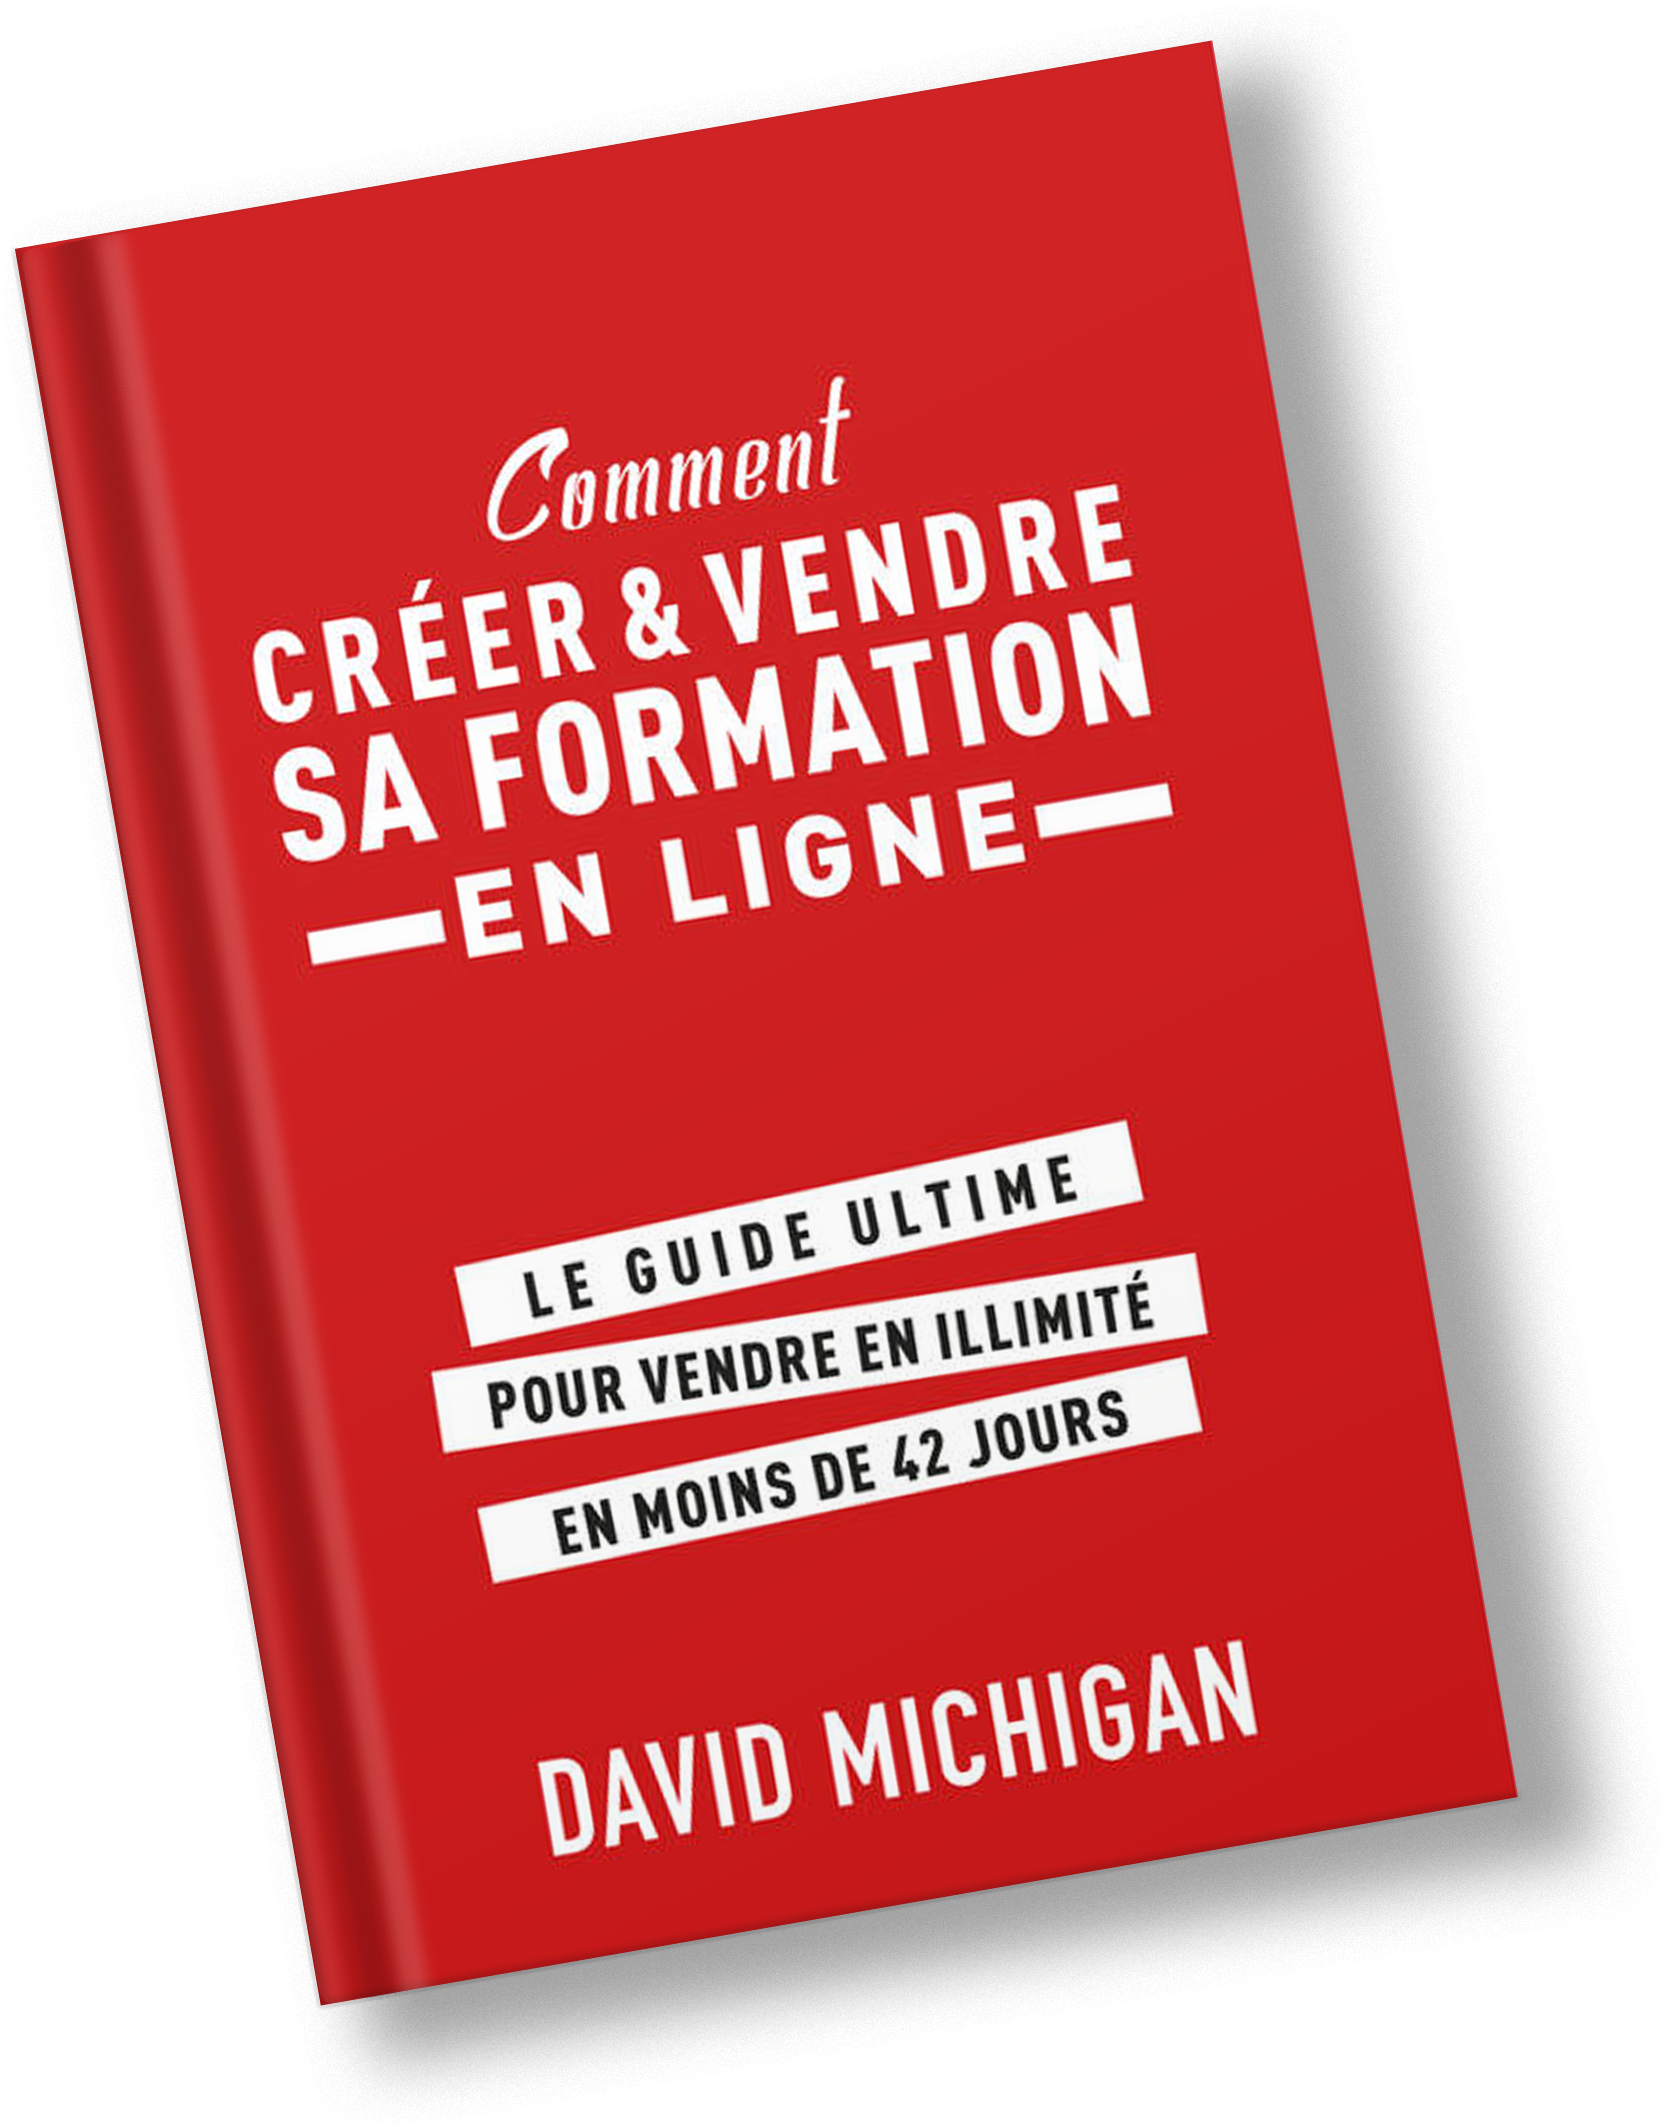 Comment
CRÉER & VENDRE
SA FORMATION
EN LIGNE
LE GUIDE ULTIME
POUR VENDRE EN ILLIMITÉ
EN MOINS DE 42 JOURS
DAVID MICHIGAN